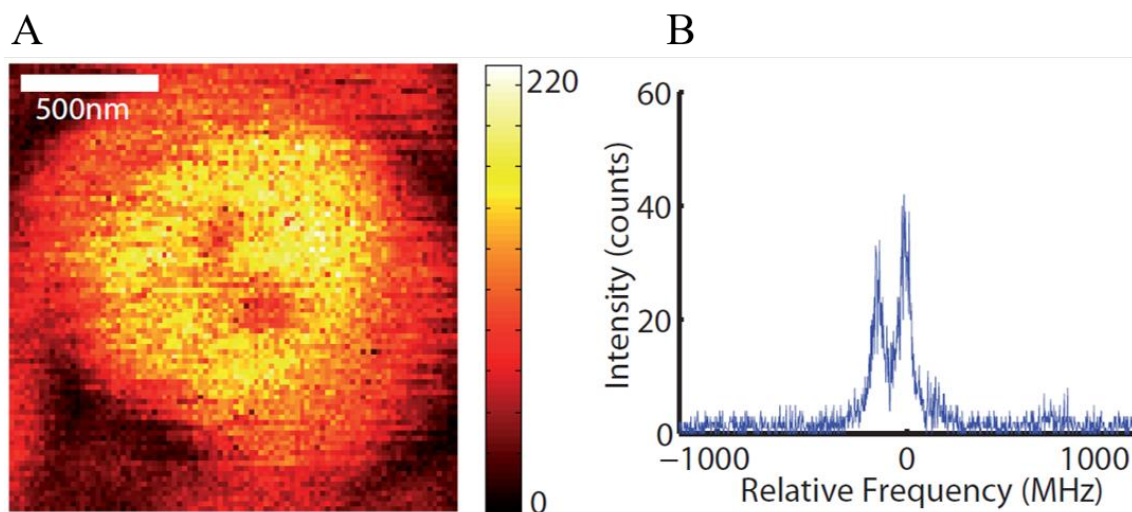 A
B
500nm
220
0
60
40
20
0
Intensity (counts)
−1000
0
1000
Relative Frequency (MHz)